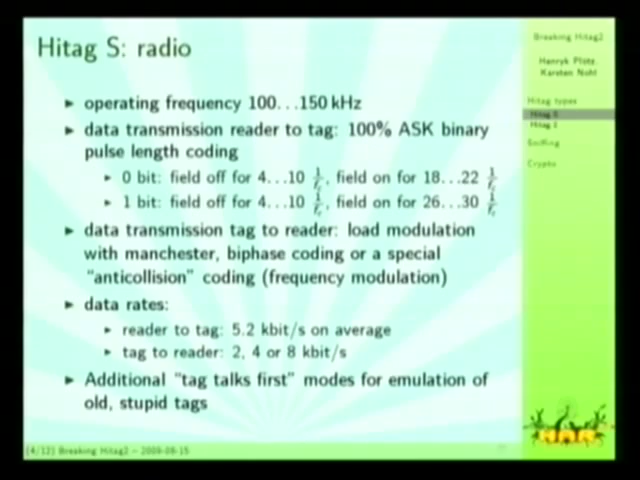 Hitag S: radio
Breaking Hitag2
Henryk Plötz
Karsten Nohl
Hitag types
Hitag S
Hitag 2
Sniffing
Crypto
► operating frequency 100...150 kHz
► data transmission reader to tag: 100% ASK binary
pulse length coding
► 0 bit: field off for 4...10 1/fc, field on for 18...22 1/fc
► 1 bit: field off for 4...10 1/fc, field on for 26...30 1/fc
► data transmission tag to reader: load modulation
with manchester, biphase coding or a special
"anticollision" coding (frequency modulation)
► data rates:
► reader to tag: 5.2 kbit/s on average
► tag to reader: 2, 4 or 8 kbit/s
► Additional "tag talks first" modes for emulation of
old, stupid tags
HAR
(4/12) Breaking Hitag2 – 2009-08-15